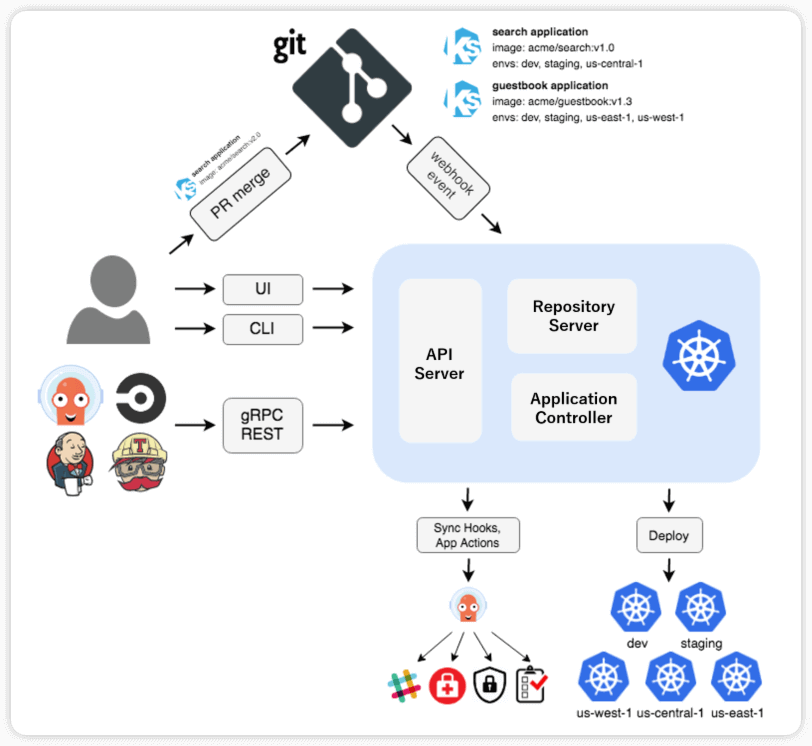 git
search application
image: acme/search:v1.0
envs: dev, staging, us-central-1
guestbook application
image: acme/guestbook:v1.3
envs: dev, staging, us-east-1, us-west-1
search application
image: acme/search:v2.0
PR merge
webhook
event
UI
CLI
gRPC
REST
API
Server
Repository
Server
Application
Controller
Sync Hooks,
App Actions
Deploy
dev
staging
us-west-1
us-central-1
us-east-1
KS
KS
KS
T